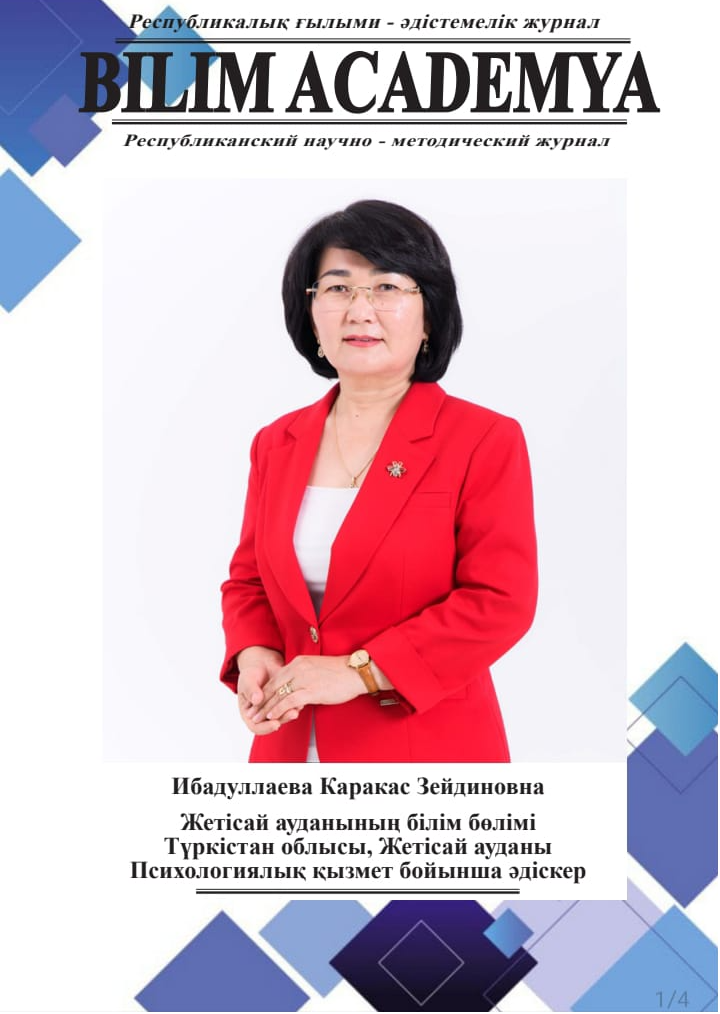 Республикалық ғылыми - әдістемелік журнал
BILIM ACADEMYA
Республиканский научно - методический журнал
Ибадуллаева Каракас Зейдиновна
Жетісай ауданының білім бөлімі
Түркістан облысы, Жетісай ауданы
Психологиялық қызмет бойынша әдіскер
1/4